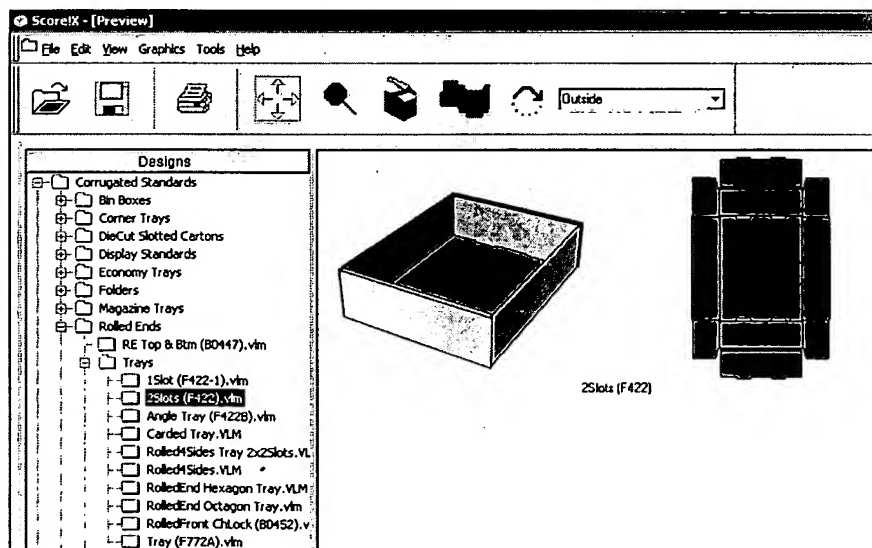 Score!X - [Preview]
File Edit View Graphics Tools Help
Outside
Designs
Corrugated Standards
Bin Boxes
Corner Trays
DieCut Slotted Cartons
Display Standards
Economy Trays
Folders
Magazine Trays
Rolled Ends
RE Top & Btm (B0447).vlm
Trays
1Slot (F422-1).vlm
2Slots (F422).vlm
Angle Tray (F422B).vlm
Carded Tray.VLM
Rolled4Sides Tray 2x2Slots.VL
Rolled4Sides.VLM
RolledEnd Hexagon Tray.VLM
RolledEnd Octagon Tray.vlm
RolledFront ChLock (B0452).v
Tray (F772A).vlm
2Slots (F422)